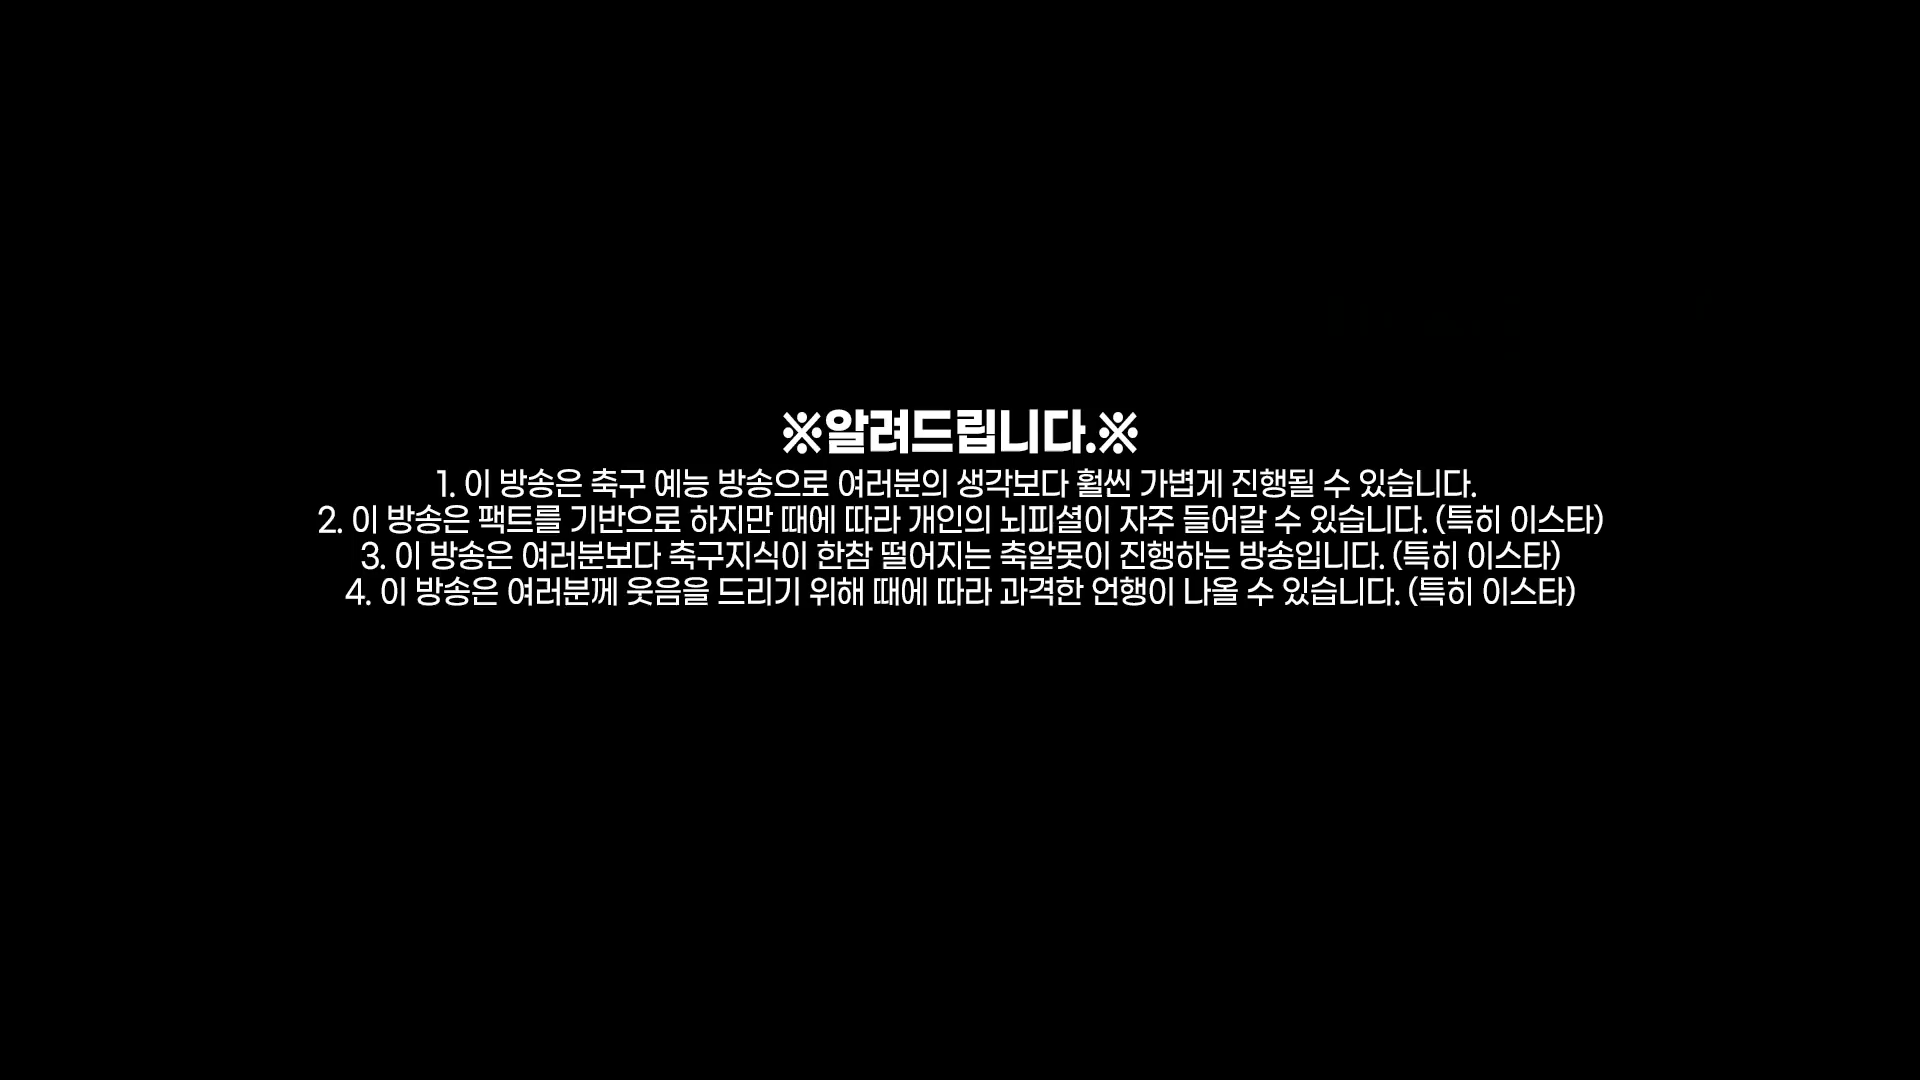 ※알려드립니다.※
1. 이 방송은 축구 예능 방송으로 여러분의 생각보다 훨씬 가볍게 진행될 수 있습니다.
2. 이 방송은 팩트를 기반으로 하지만 때에 따라 개인의 뇌피셜이 자주 들어갈 수 있습니다. (특히 이스타)
3. 이 방송은 여러분보다 축구지식이 한참 떨어지는 축알못이 진행하는 방송입니다. (특히 이스타)
4. 이 방송은 여러분께 웃음을 드리기 위해 때에 따라 과격한 언행이 나올 수 있습니다. (특히 이스타)